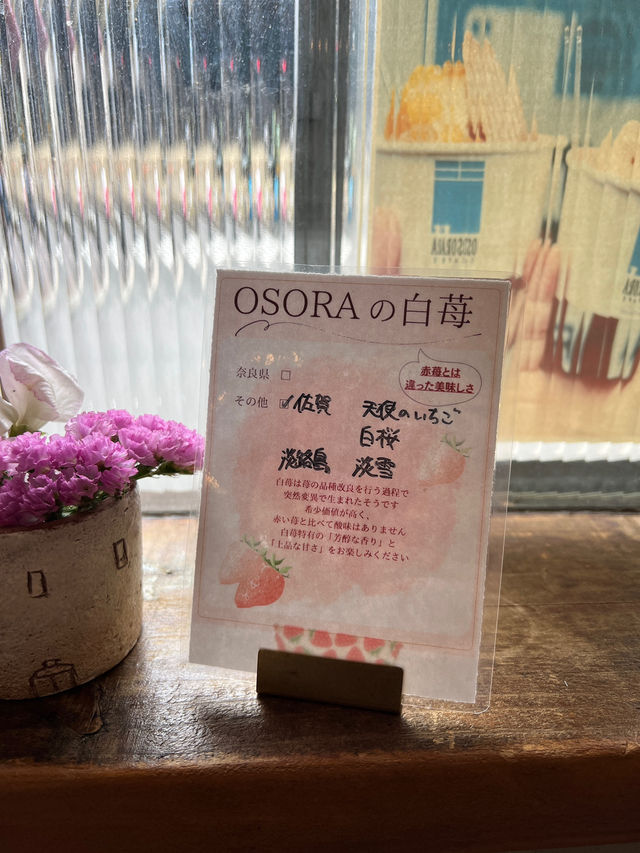 OSORAの白苺
赤苺とは
違った美味しさ
奈良県 □
その他 ☑ 佐賀 天使のいちご
白桜
淡路島 淡雪
白苺は苺の品種改良を行う過程で
突然変異で生まれたそうです
希少価値が高く、
赤い苺と比べて酸味はありません
白苺特有の「芳醇な香り」と
「上品な甘さ」をお楽しみください